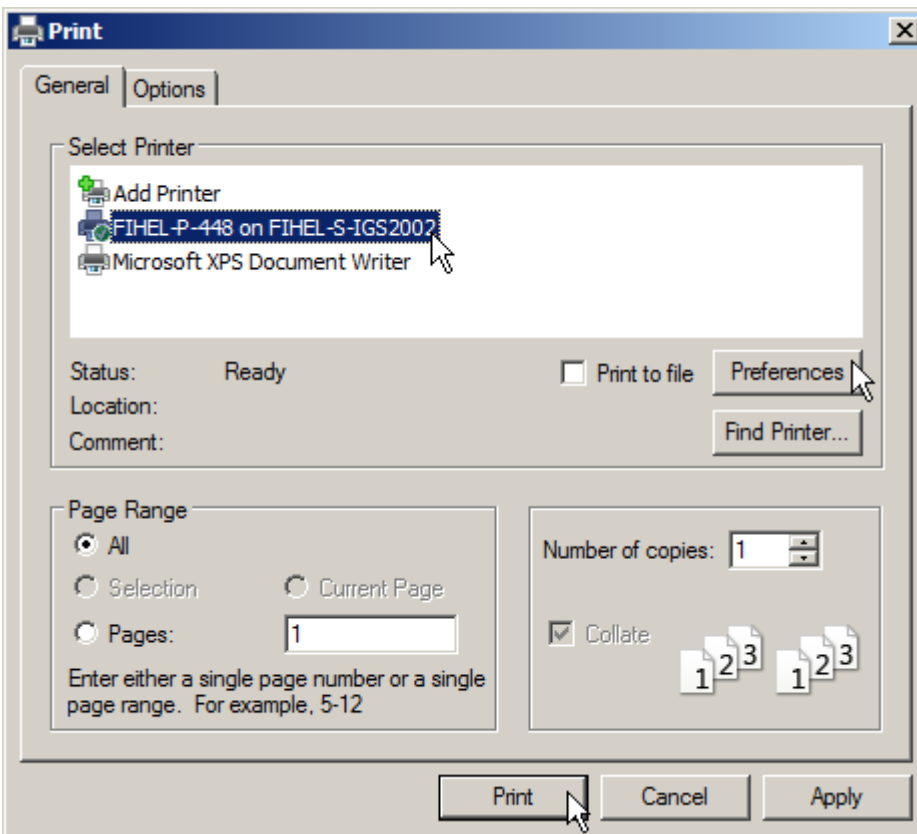 Print
General
Options
Select Printer
Add Printer
FIHEL-P-448 on FIHEL-S-IGS2002
Microsoft XPS Document Writer
Status: Ready
Print to file
Preferences
Location:
Comment:
Find Printer...
Page Range
All
Selection
Current Page
Pages: 1
Enter either a single page number or a single
page range. For example, 5-12
Number of copies: 1
Collate
1 2 3 1 2 3
Print
Cancel
Apply